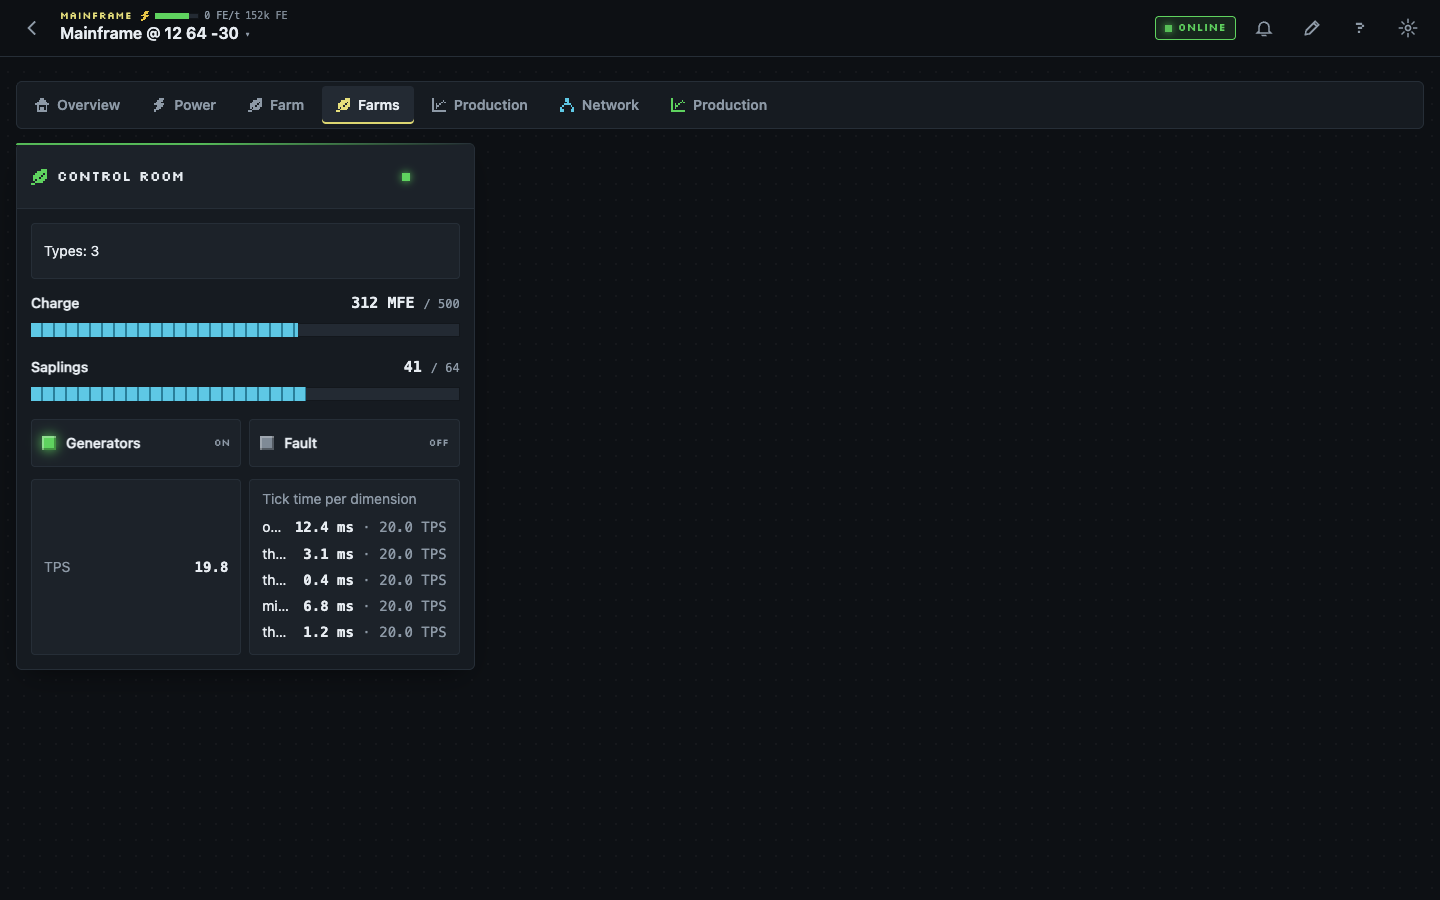 MAINFRAME 0 FE/t 152k FE
Mainframe @ 12 64 -30
ONLINE
?
Overview
Power
Farm
Farms
Production
Network
Production
CONTROL ROOM
Types: 3
Charge 312 MFE / 500
Saplings 41 / 64
Generators ON
Fault OFF
TPS 19.8
Tick time per dimension
o... 12.4 ms · 20.0 TPS
th... 3.1 ms · 20.0 TPS
th... 0.4 ms · 20.0 TPS
mi... 6.8 ms · 20.0 TPS
th... 1.2 ms · 20.0 TPS